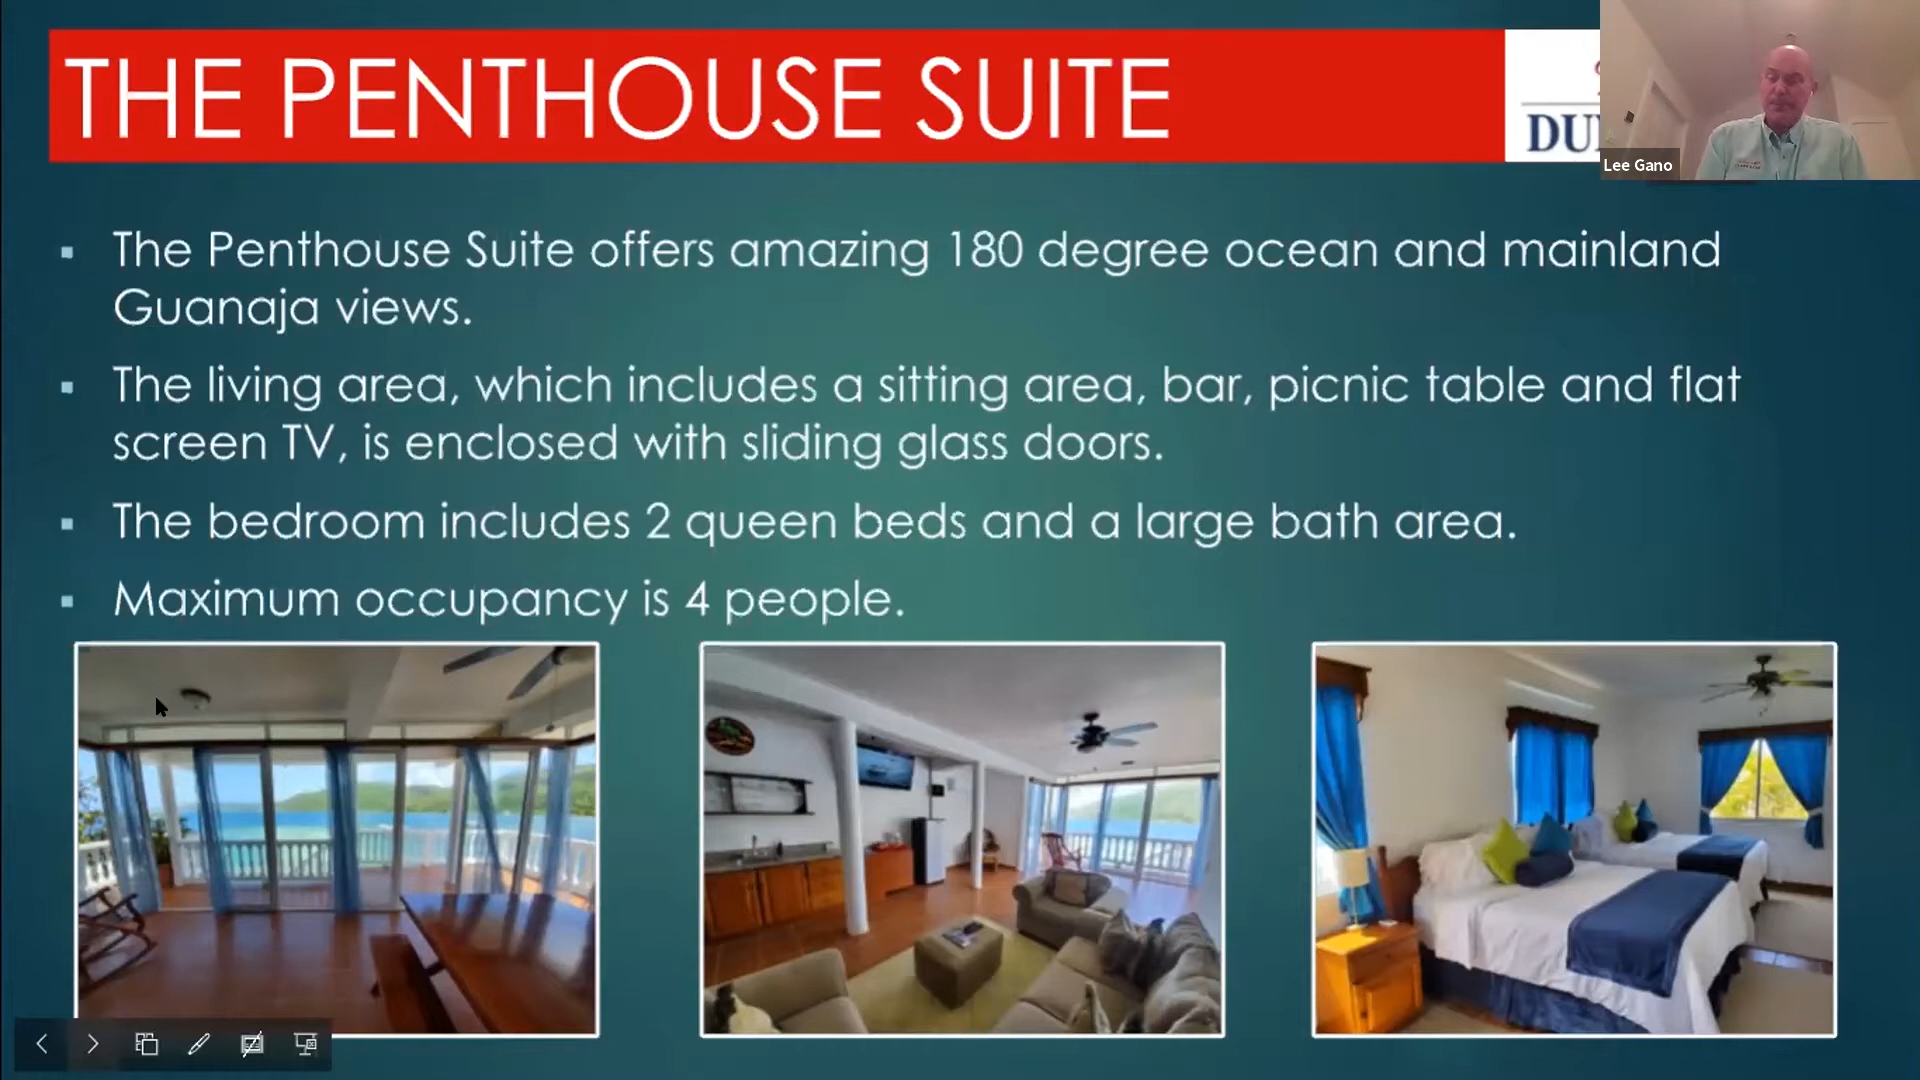 THE PENTHOUSE SUITE
Lee Gano
The Penthouse Suite offers amazing 180 degree ocean and mainland
Guanaja views.
The living area, which includes a sitting area, bar, picnic table and flat
screen TV, is enclosed with sliding glass doors.
The bedroom includes 2 queen beds and a large bath area.
Maximum occupancy is 4 people.